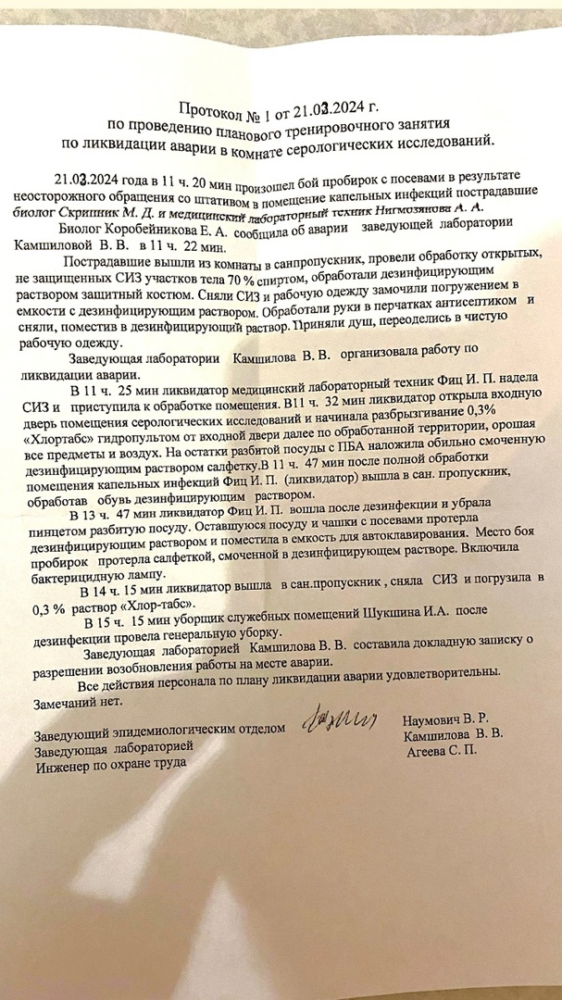 Протокол № 1 от 21.03.2024 г.
по проведению планового тренировочного занятия
по ликвидации аварии в комнате серологических исследований.
21.03.2024 года в 11 ч. 20 мин произошел бой пробирок с посевами в результате
неосторожного обращения со штативом в помещение капельных инфекций пострадавшие
биолог Скрипник М. Д. и медицинский лабораторный техник Нигмозянова А. А.
Биолог Коробейникова Е. А. сообщила об аварии заведующей лаборатории
Камшиловой В. В. в 11 ч. 22 мин.
Пострадавшие вышли из комнаты в санпропускник, провели обработку открытых,
не защищенных СИЗ участков тела 70 % спиртом, обработали дезинфицирующим
раствором защитный костюм. Сняли СИЗ и рабочую одежду замочили погружением в
емкости с дезинфицирующим раствором. Обработали руки в перчатках антисептиком и
сняли, поместив в дезинфицирующий раствор. Приняли душ, переоделись в чистую
рабочую одежду.
Заведующая лаборатории Камшилова В. В. организовала работу по
ликвидации аварии.
В 11 ч. 25 мин ликвидатор медицинский лабораторный техник Фиц И. П. надела
СИЗ и приступила к обработке помещения. В11 ч. 32 мин ликвидатор открыла входную
дверь помещения серологических исследований и начинала разбрызгивание 0,3%
«Хлортабс» гидропультом от входной двери далее по обработанной территории, орошая
все предметы и воздух. На остатки разбитой посуды с ПБА наложила обильно смоченную
дезинфицирующим раствором салфетку.В 11 ч. 47 мин после полной обработки
помещения капельных инфекций Фиц И. П. (ликвидатор) вышла в сан. пропускник,
обработав обувь дезинфицирующим раствором.
В 13 ч. 47 мин ликвидатор Фиц И. П. вошла после дезинфекции и убрала
пинцетом разбитую посуду. Оставшуюся посуду и чашки с посевами протерла
дезинфицирующим раствором и поместила в емкость для автоклавирования. Место боя
пробирок протерла салфеткой, смоченной в дезинфицирующем растворе. Включила
бактерицидную лампу.
В 14 ч. 15 мин ликвидатор вышла в сан.пропускник , сняла СИЗ и погрузила в
0,3 % раствор «Хлор-табс».
В 15 ч. 15 мин уборщик служебных помещений Шукшина И.А. после
дезинфекции провела генеральную уборку.
Заведующая лабораторией Камшилова В. В. составила докладную записку о
разрешении возобновления работы на месте аварии.
Все действия персонала по плану ликвидации аварии удовлетворительны.
Замечаний нет.
Заведующий эпидемиологическим отделом Наумович В. Р.
Заведующая лабораторией Камшилова В. В.
Инженер по охране труда Агеева С. П.